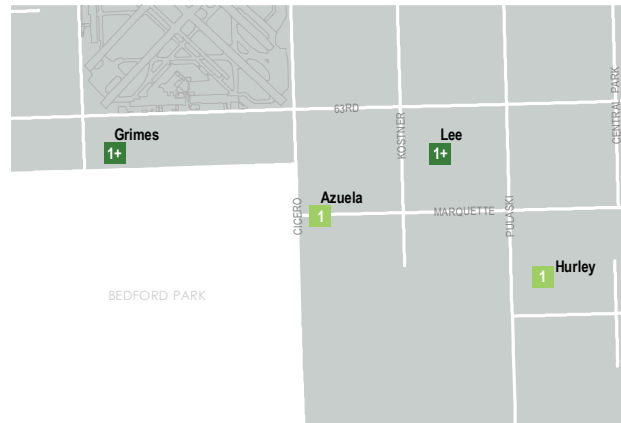 63RD
CENTRAL PARK
Grimes
1+
KOSTNER
Lee
1+
Azuela
1
CICERO
MARQUETTE
PULASKI
Hurley
1
BEDFORD PARK